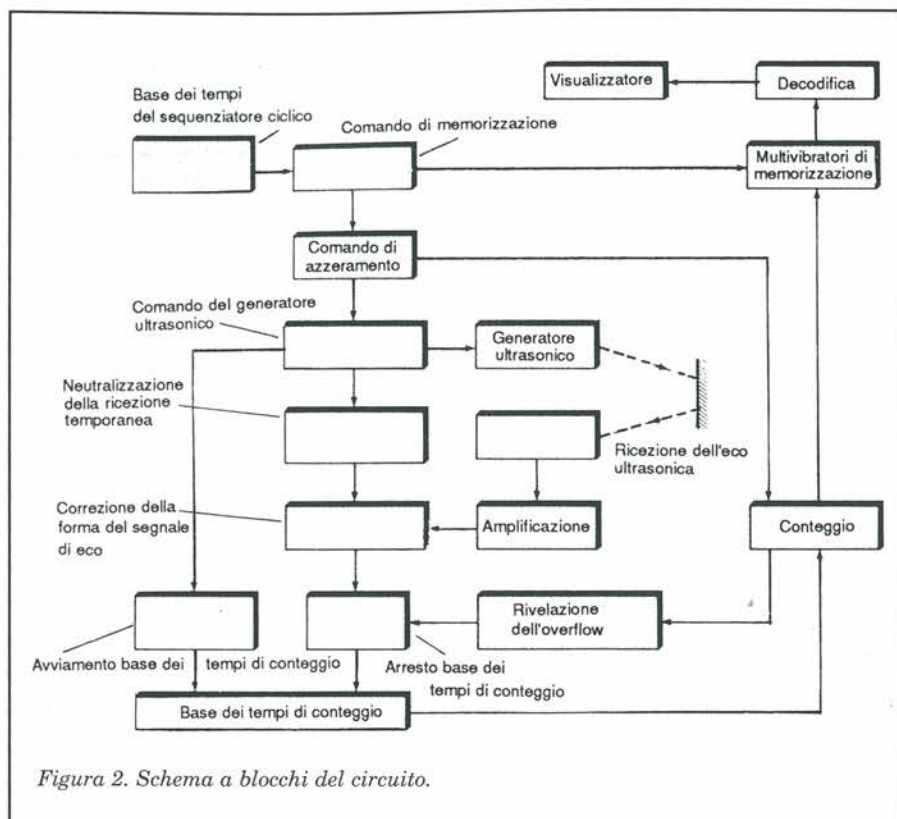 Visualizzatore
Decodifica
Base dei tempi
del sequenziatore ciclico
Comando di memorizzazione
Multivibratori di
memorizzazione
Comando di
azzeramento
Comando del generatore
ultrasonico
Generatore
ultrasonico
Neutralizzazione
della ricezione
temporanea
Ricezione dell'eco
ultrasonica
Correzione della
forma del segnale
di eco
Amplificazione
Conteggio
Rivelazione
dell'overflow
Avviamento base dei tempi di conteggio
Arresto base dei
tempi di conteggio
Base dei tempi di conteggio
Figura 2. Schema a blocchi del circuito.